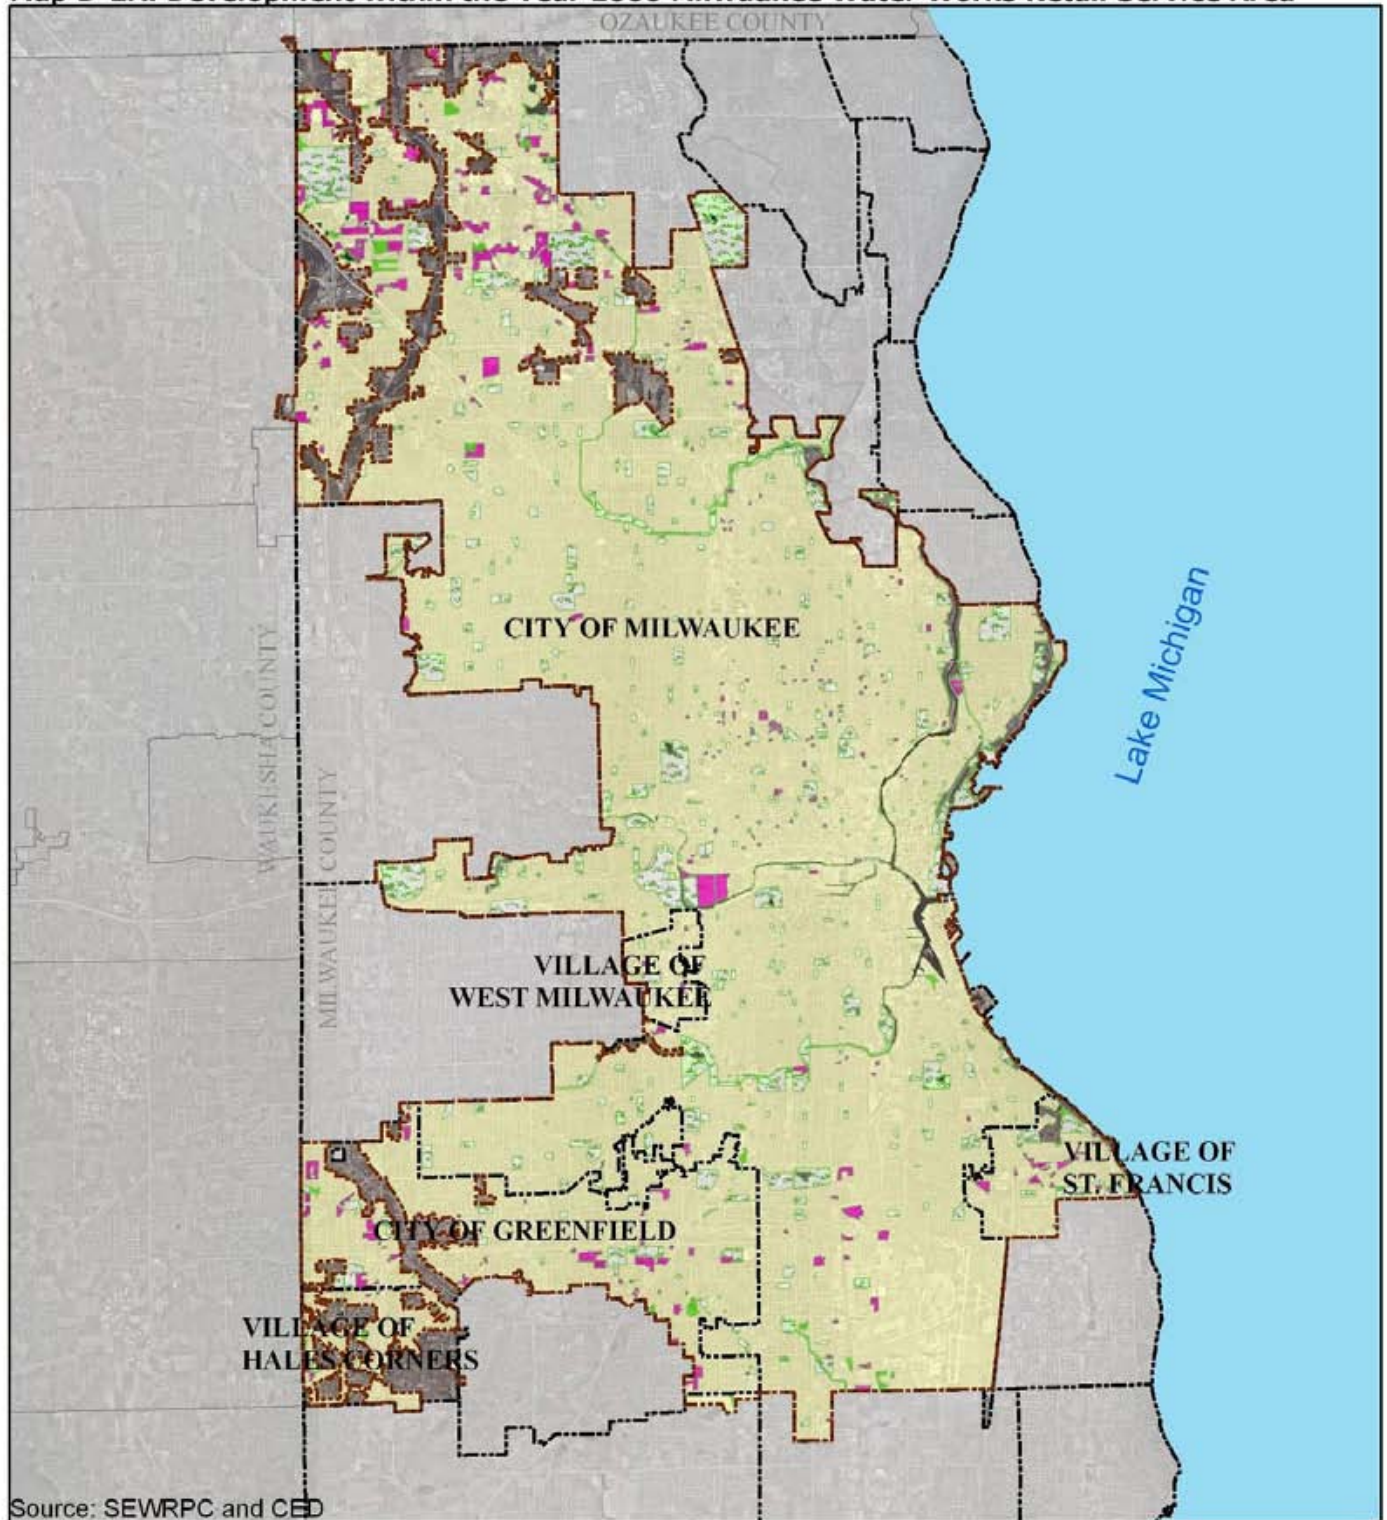 OZAUKEE COUNTY
CITY OF MILWAUKEE
Lake Michigan
WAUKESHA COUNTY
MILWAUKEE COUNTY
VILLAGE OF
WEST MILWAUKEE
VILLAGE OF
ST. FRANCIS
CITY OF GREENFIELD
VILLAGE OF
HALES CORNERS
Source: SEWRPC and CED